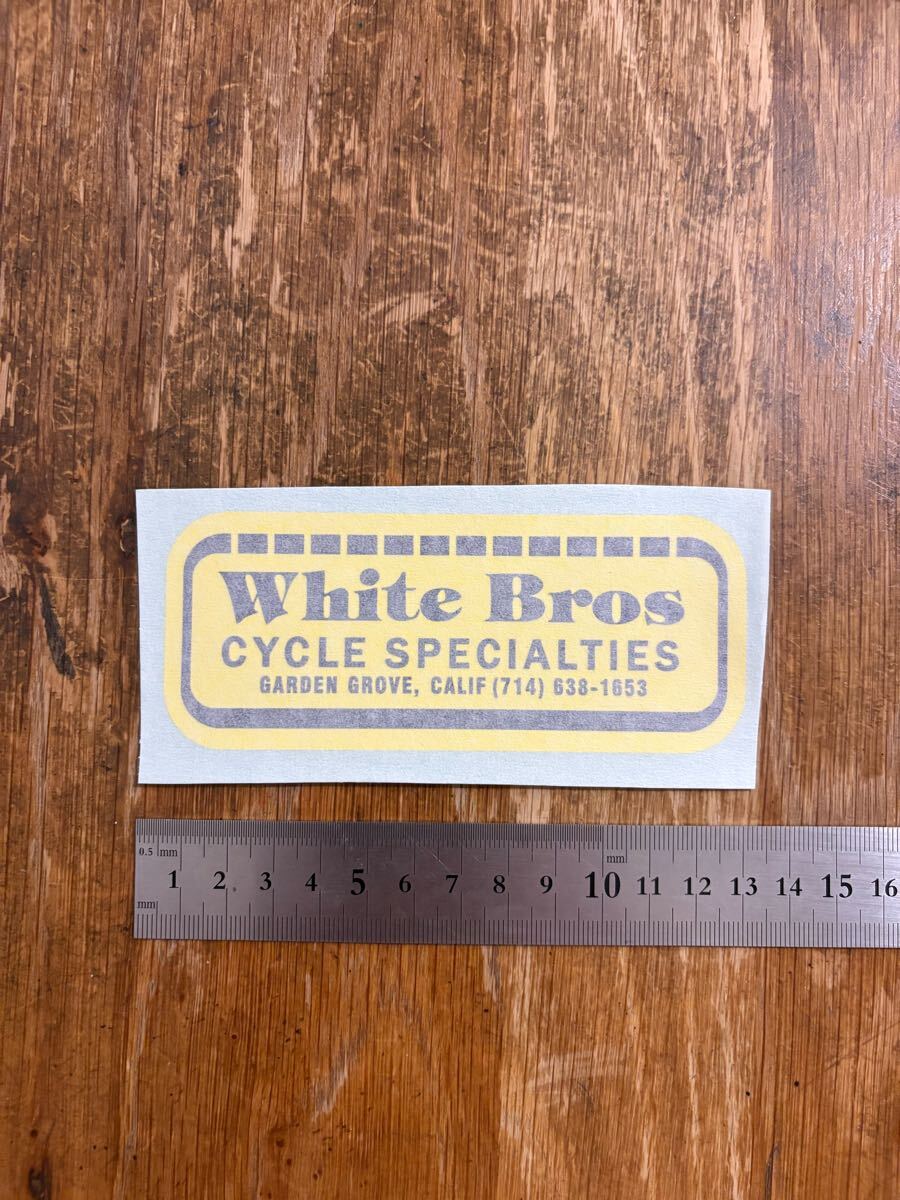 White Bros
CYCLE SPECIALTIES
GARDEN GROVE, CALIF (714) 638-1653
0.5 mm
mm
1 2 3 4 5 6 7 8 9 10 11 12 13 14 15 16
mm